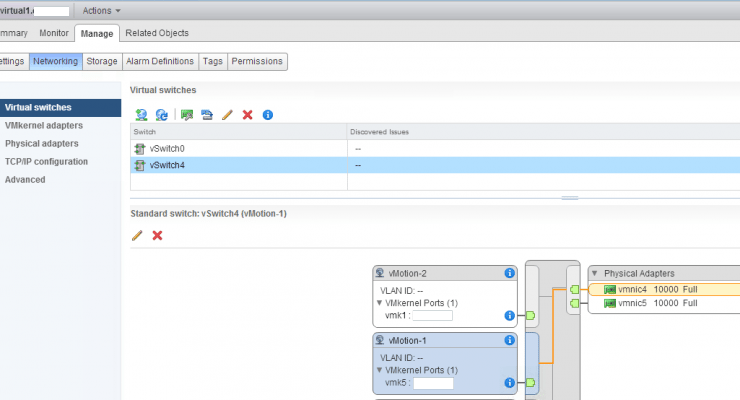 virtual1.
Actions
mmary Monitor Manage Related Objects
ettings Networking Storage Alarm Definitions Tags Permissions
Virtual switches
VMkernel adapters
Physical adapters
TCP/IP configuration
Advanced
Virtual switches
Switch Discovered Issues
vSwitch0 --
vSwitch4 --
Standard switch: vSwitch4 (vMotion-1)
vMotion-2
VLAN ID: --
VMkernel Ports (1)
vmk1 :
vMotion-1
VLAN ID: --
VMkernel Ports (1)
vmk5 :
Physical Adapters
vmnic4 10000 Full
vmnic5 10000 Full